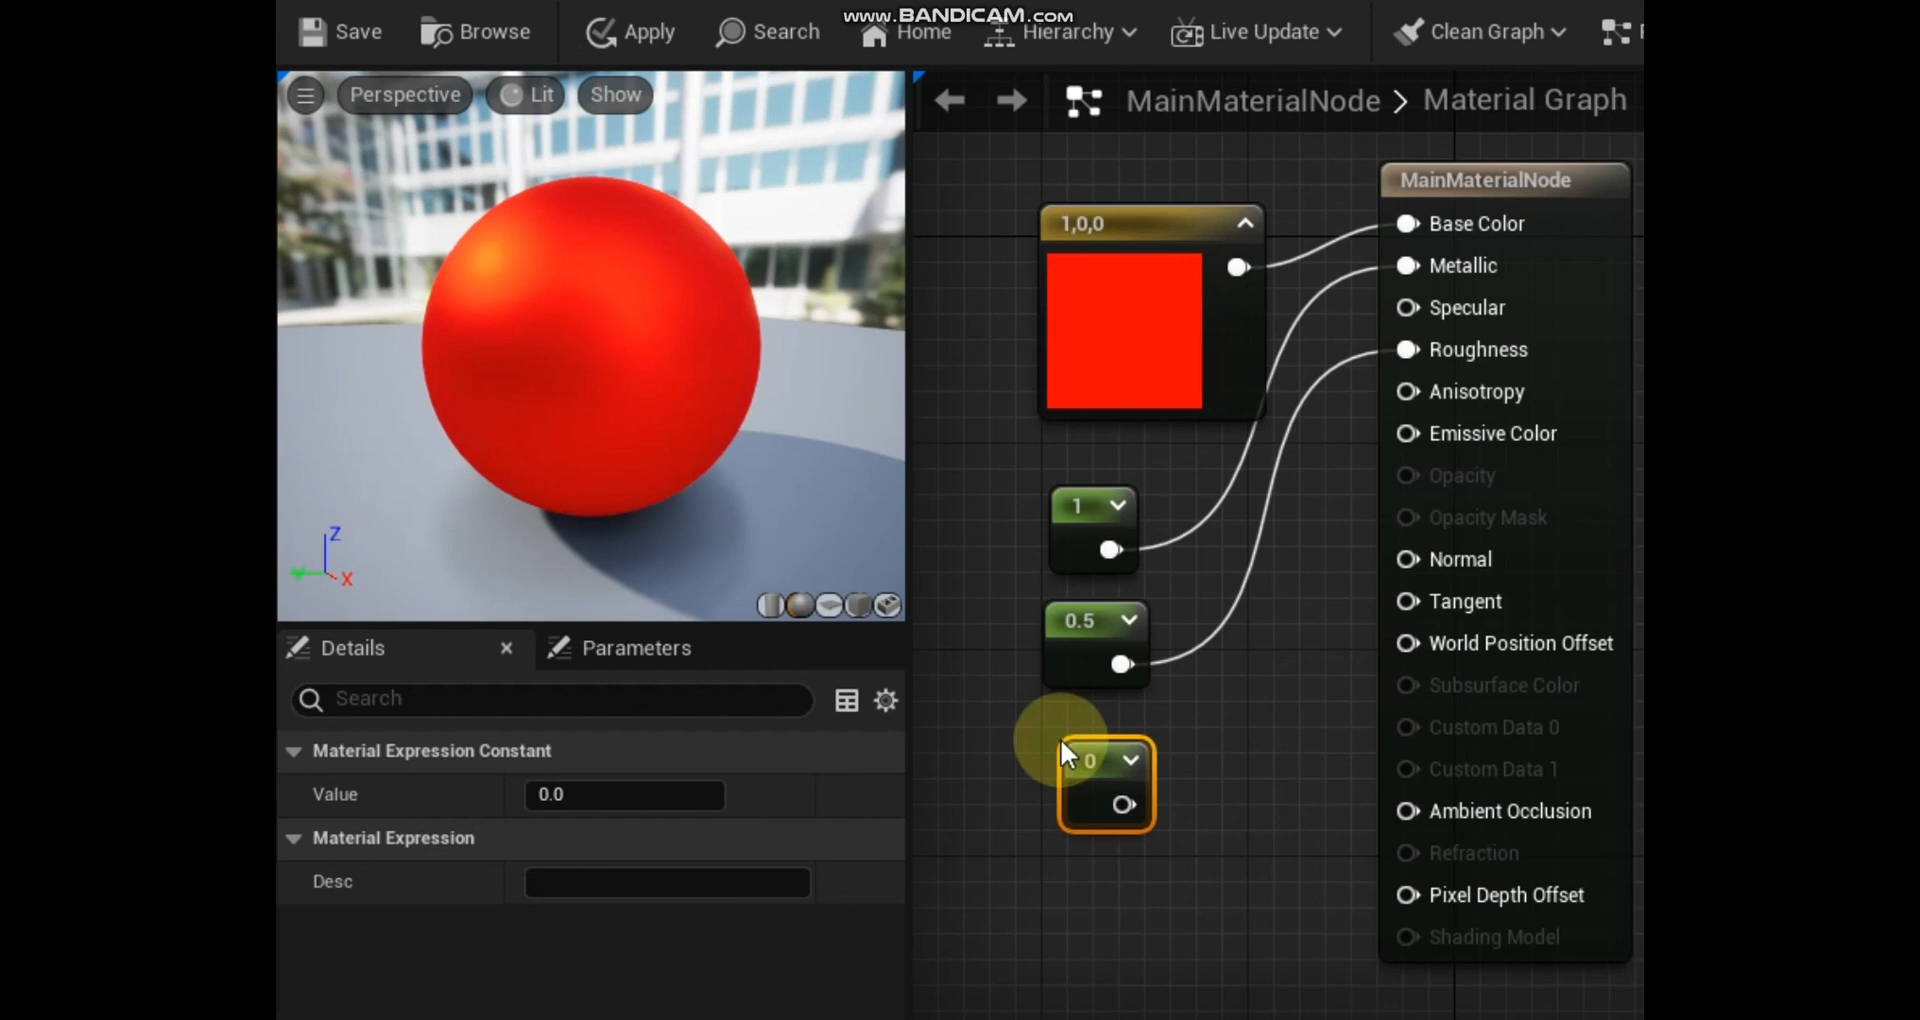 www.BANDICAM.com
Save
Browse
Apply
Search
Home
Hierarchy
Live Update
Clean Graph
Perspective
Lit
Show
MainMaterialNode > Material Graph
Z
Y
X
1,0,0
1
0.5
0
MainMaterialNode
Base Color
Metallic
Specular
Roughness
Anisotropy
Emissive Color
Opacity
Opacity Mask
Normal
Tangent
World Position Offset
Subsurface Color
Custom Data 0
Custom Data 1
Ambient Occlusion
Refraction
Pixel Depth Offset
Shading Model
Details
Parameters
Search
Material Expression Constant
Value
0.0
Material Expression
Desc